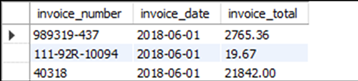 invoice_number invoice_date invoice_total
989319-437 2018-06-01 2765.36
111-92R-10094 2018-06-01 19.67
40318 2018-06-01 21842.00